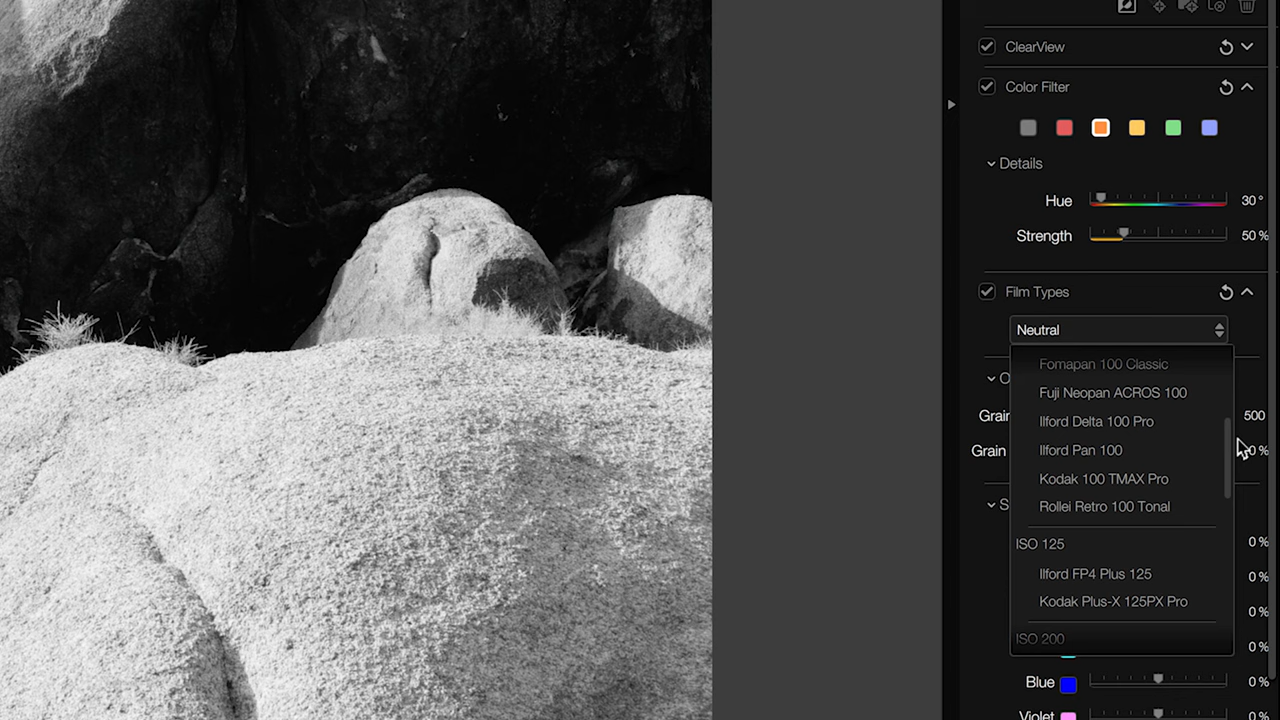 ClearView
Color Filter
Details
Hue 30°
Strength 50 %
Film Types
Neutral
Fomapan 100 Classic
O
Fuji Neopan ACROS 100
Grain 500
Ilford Delta 100 Pro
Ilford Pan 100
Grain 0 %
Kodak 100 TMAX Pro
Rollei Retro 100 Tonal
S
ISO 125
0 %
Ilford FP4 Plus 125
0 %
Kodak Plus-X 125PX Pro
0 %
ISO 200
0 %
Blue 0 %
Violet 0 %